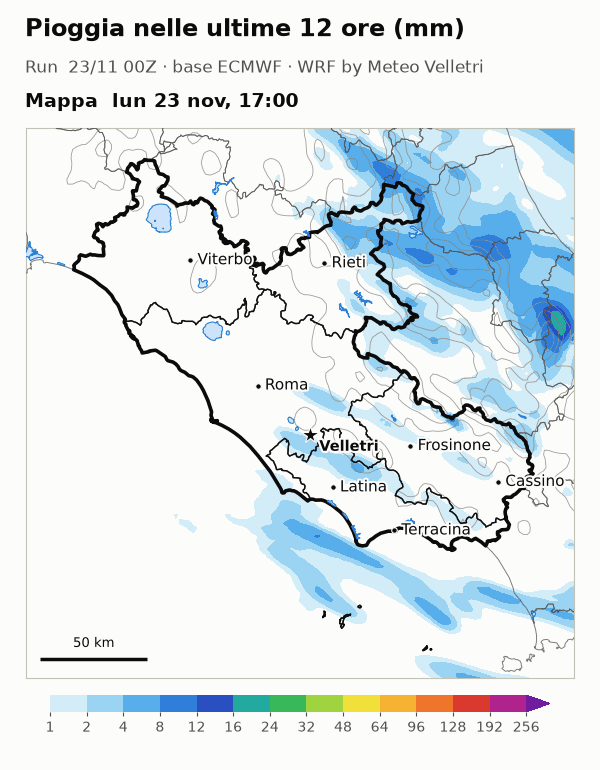 Pioggia nelle ultime 12 ore (mm)
Run 23/11 00Z · base ECMWF · WRF by Meteo Velletri
Mappa lun 23 nov, 17:00
Viterbo
Rieti
Roma
Velletri
Frosinone
Latina
Cassino
Terracina
50 km
1 2 4 8 12 16 24 32 48 64 96 128 192 256